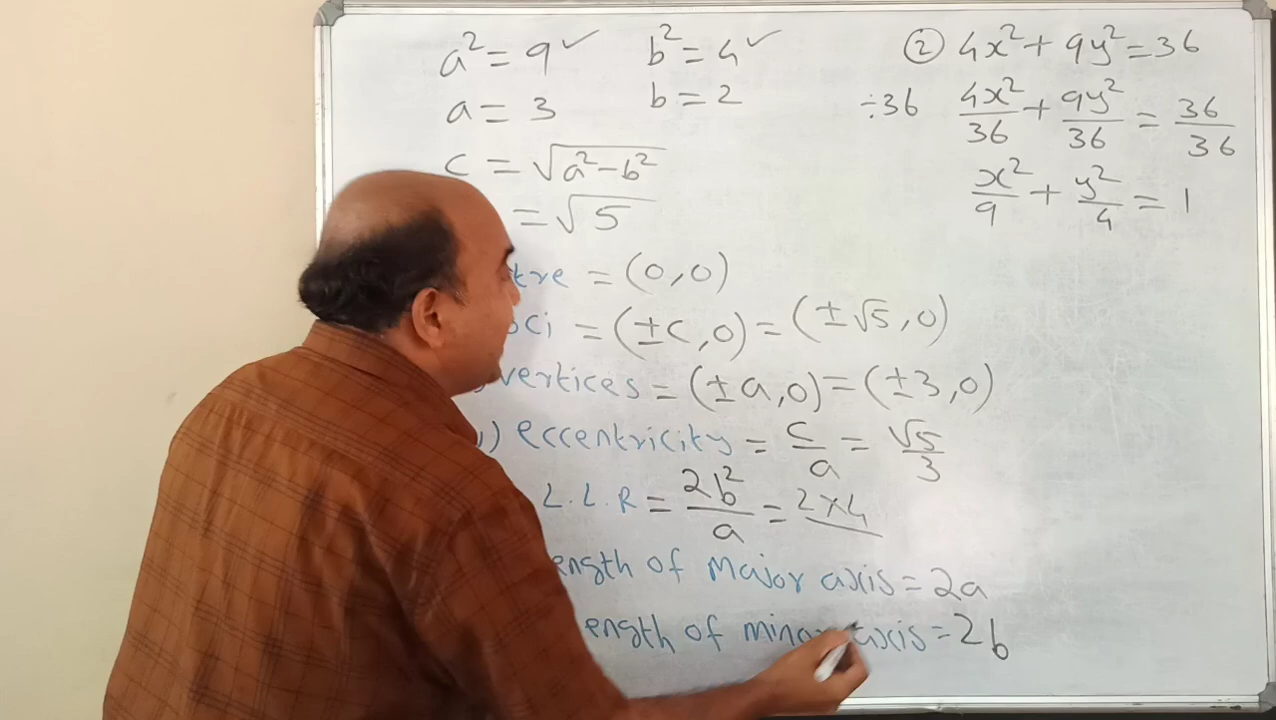 a² = 9 ✓ b² = 4 ✓
a = 3 b = 2
c = √(a²-b²)
= √5
tre = (0,0)
oci = (±c,0) = (±√5,0)
vertices = (±a,0) = (±3,0)
) eccentricity = c/a = √5/3
L.L.R = 2b²/a = 2×4
ength of major axis = 2a
ength of minor axis = 2b
② 4x² + 9y² = 36
÷36 4x²/36 + 9y²/36 = 36/36
x²/9 + y²/4 = 1